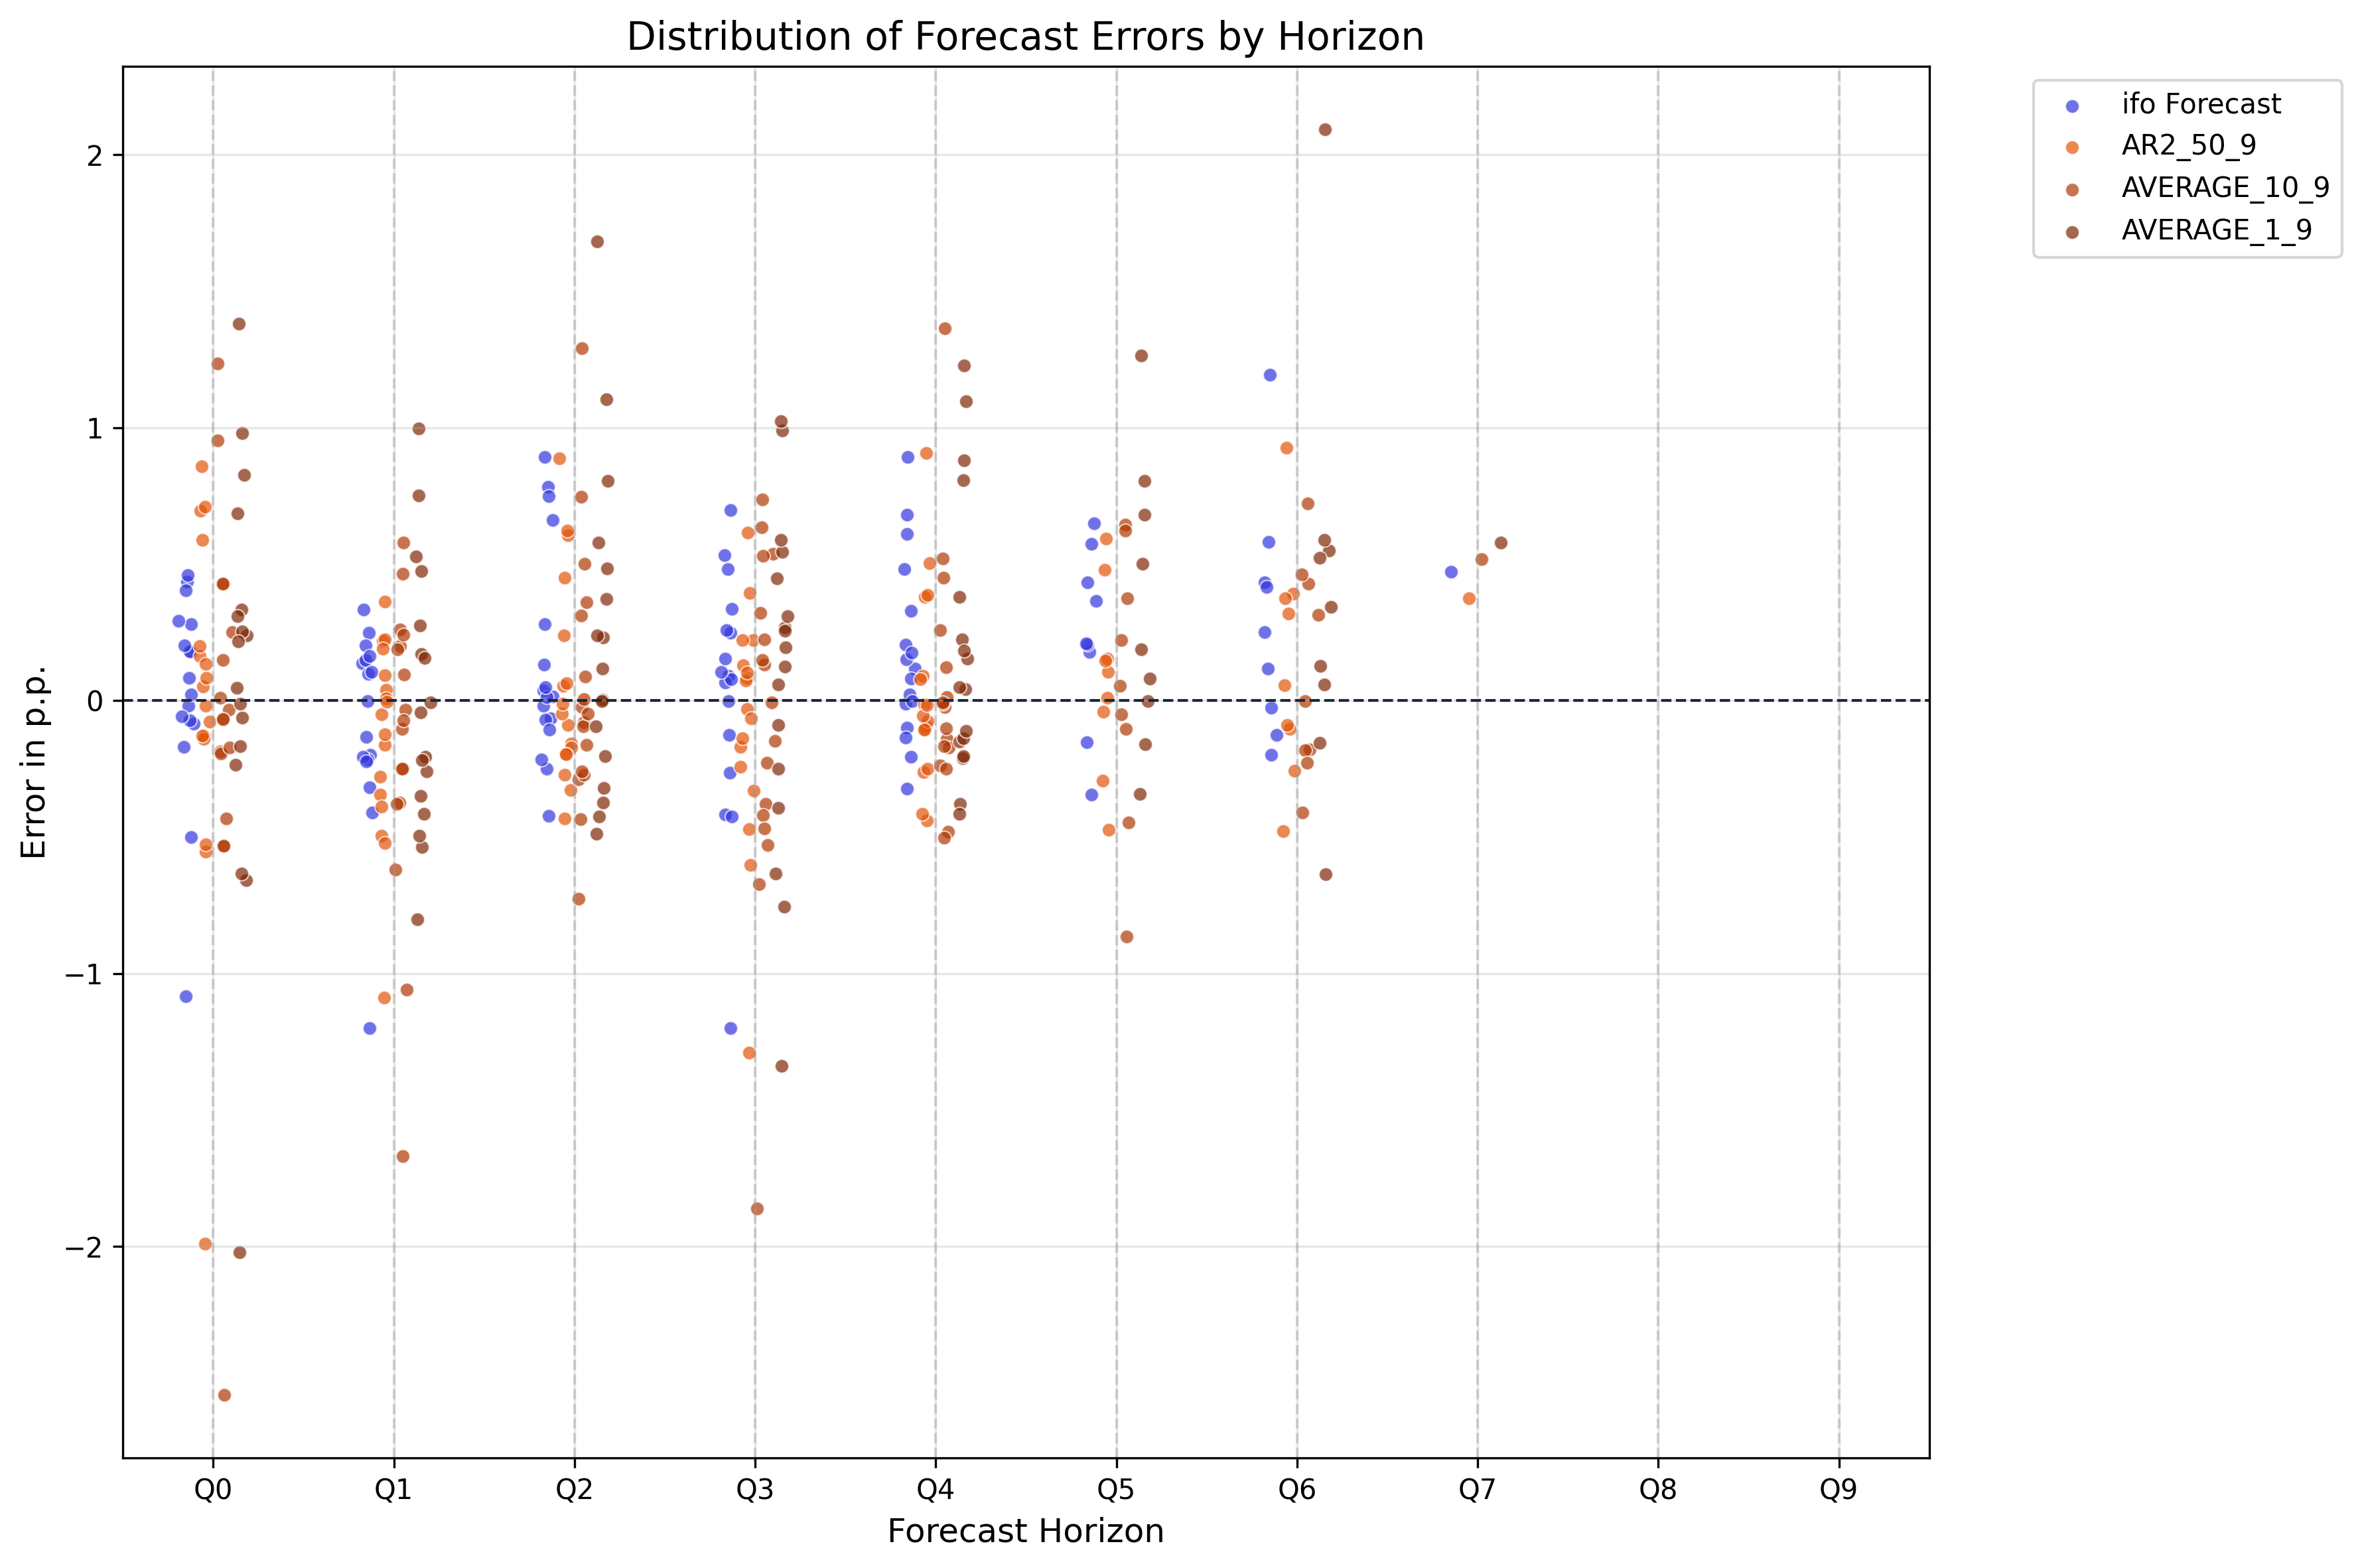 Distribution of Forecast Errors by Horizon
ifo Forecast
AR2_50_9
AVERAGE_10_9
AVERAGE_1_9
2
1
0
−1
−2
Error in p.p.
Q0 Q1 Q2 Q3 Q4 Q5 Q6 Q7 Q8 Q9
Forecast Horizon